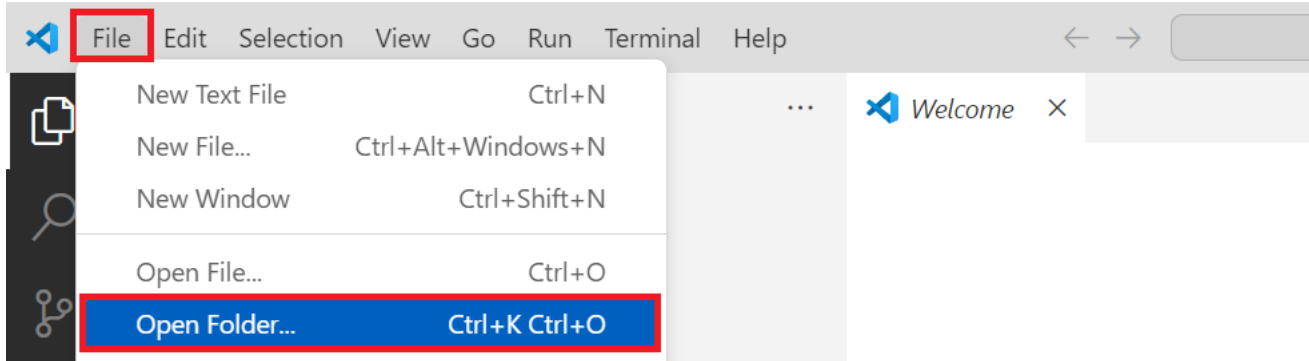 File Edit Selection View Go Run Terminal Help
New Text File Ctrl+N
New File... Ctrl+Alt+Windows+N
New Window Ctrl+Shift+N
Open File... Ctrl+O
Open Folder... Ctrl+K Ctrl+O
Welcome